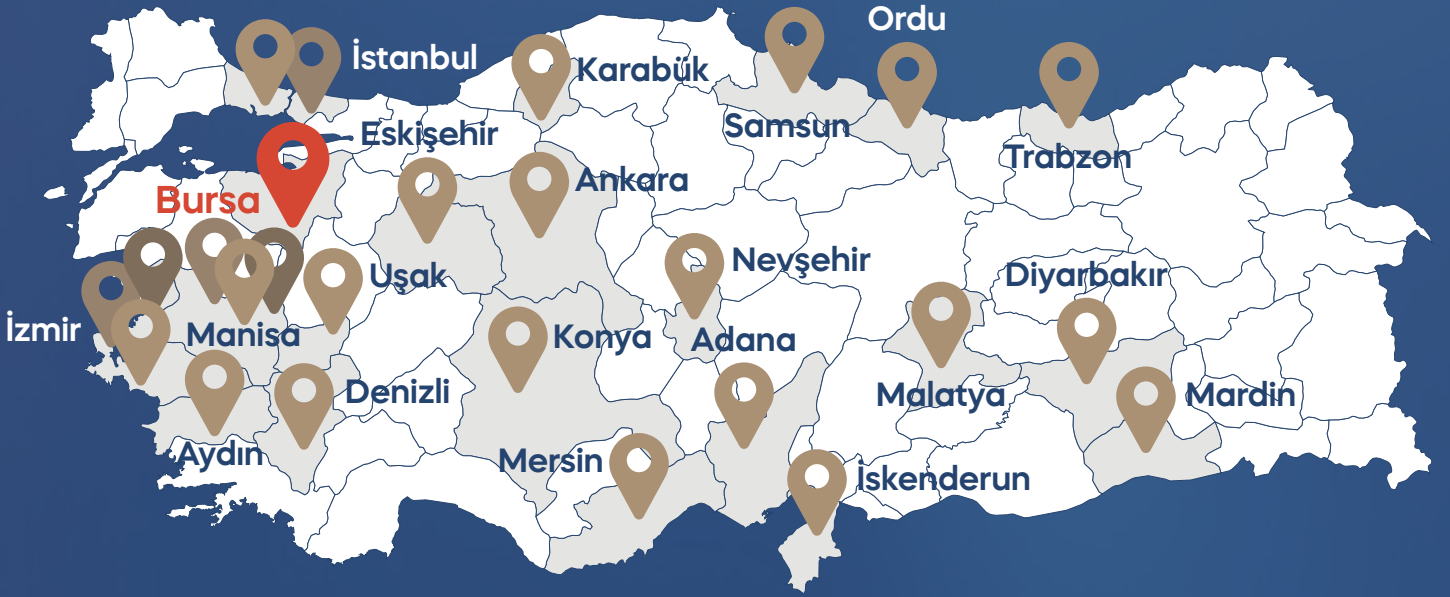 Ordu
İstanbul
Karabük
Samsun
Eskişehir
Trabzon
Ankara
Bursa
Nevşehir
Uşak
Diyarbakır
İzmir
Manisa
Konya
Adana
Denizli
Malatya
Mardin
Aydın
Mersin
İskenderun